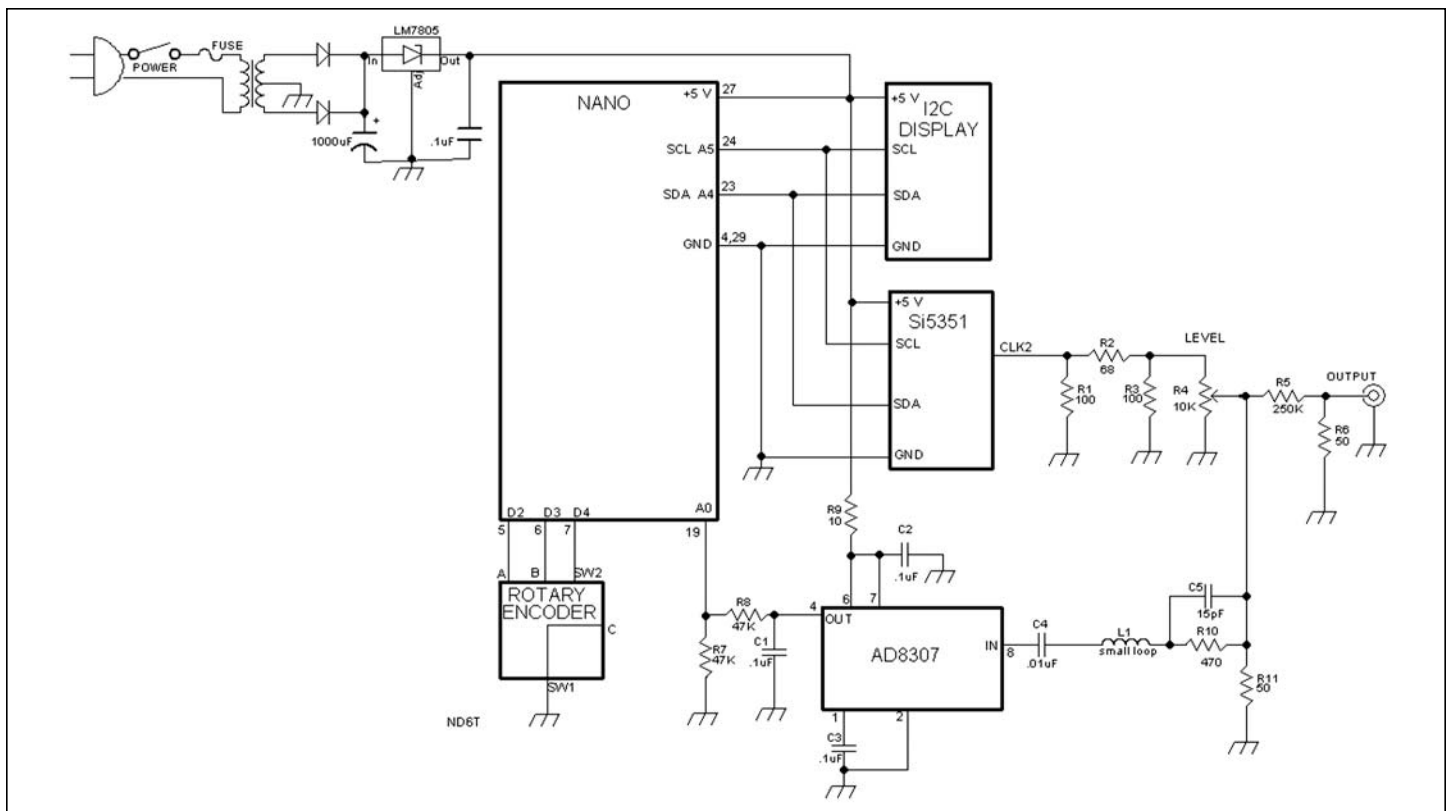 LM7805
FUSE
POWER
In
Out
Adj
+
1000uF
.1uF
NANO
+5 V
27
SCL A5
24
SDA A4
23
GND
4,29
+5 V
I2C
DISPLAY
SCL
SDA
GND
+5 V
Si5351
SCL
SDA
GND
CLK2
R2
68
LEVEL
R1
100
R3
100
R4
10K
R5
250K
OUTPUT
R6
50
D2
D3
D4
A0
5
6
7
19
A
B
SW2
ROTARY
ENCODER
C
SW1
R9
10
C2
.1uF
R8
47K
R7
47K
C1
.1uF
4
6
7
OUT
AD8307
IN
8
1
2
C3
.1uF
C4
.01uF
L1
small loop
C5
15pF
R10
470
R11
50
ND6T